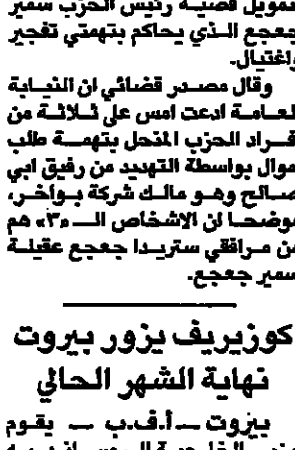 تمويل قضية رئيس الحزب سمير
جعجع الذي يحاكم بتهمتي تفجير
واغتيال.
وقال مصدر قضائي ان النيابة
العامة ادعت امس على ثلاثة من
افراد الحزب المنحل بتهمة طلب
اموال بواسطة التهديد من رفيق ابي
صالح وهو مالك شركة بواخر،
موضحا ان الاشخاص الـ «٣» هم
من مرافقي ستريدا جعجع عقيلة
سمير جعجع.
كوزيريف يزور بيروت
نهاية الشهر الحالي
بيروت ــ أ.ف.ب ــ يقوم